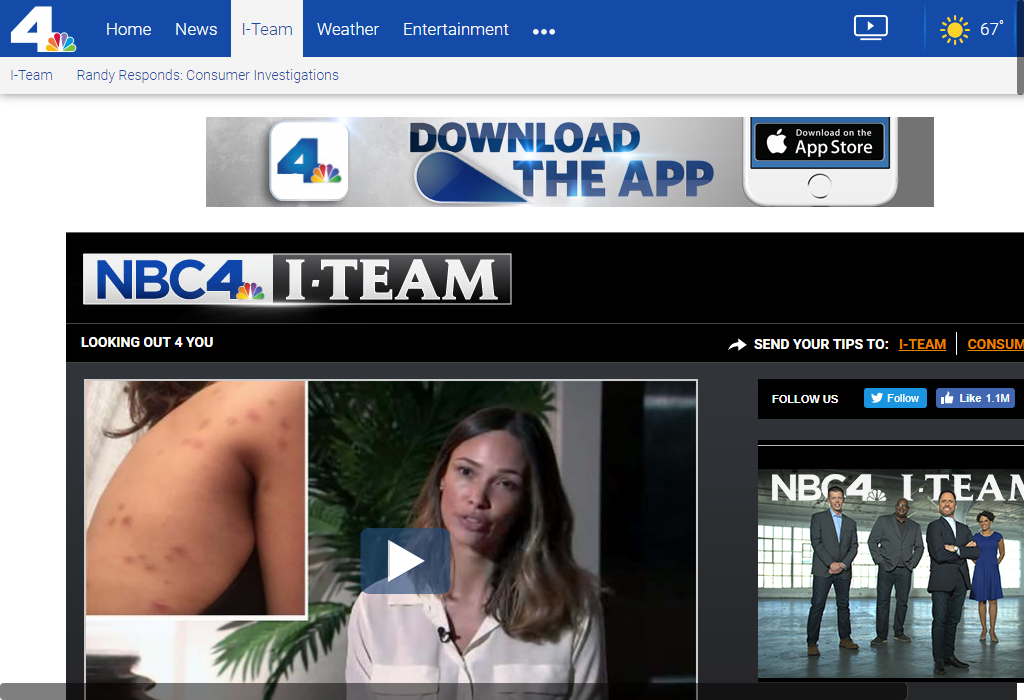 4 Home News I-Team Weather Entertainment ••• 67°
I-Team Randy Responds: Consumer Investigations
4 DOWNLOAD THE APP
Download on the App Store
NBC4 I-TEAM
LOOKING OUT 4 YOU
SEND YOUR TIPS TO: I-TEAM CONSUM
FOLLOW US Follow Like 1.1M
NBC4 I-TEAM